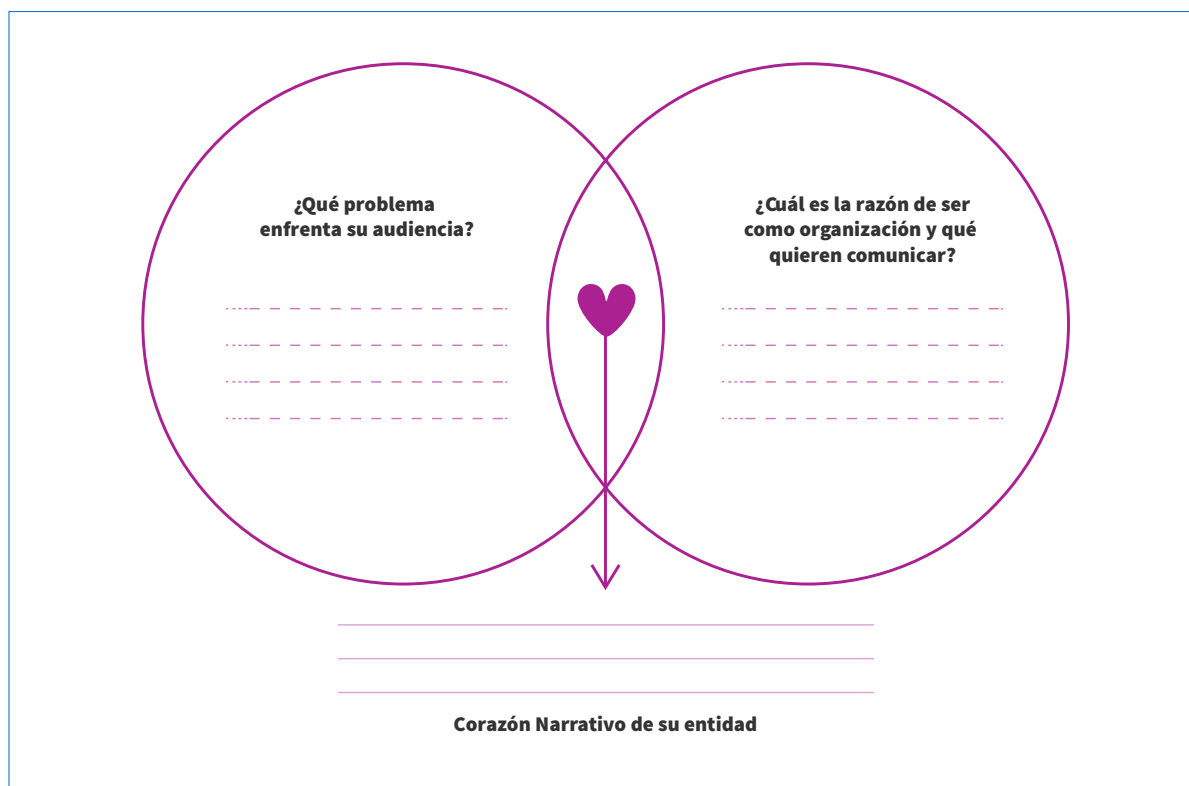 ¿Qué problema
enfrenta su audiencia?
¿Cuál es la razón de ser
como organización y qué
quieren comunicar?
Corazón Narrativo de su entidad